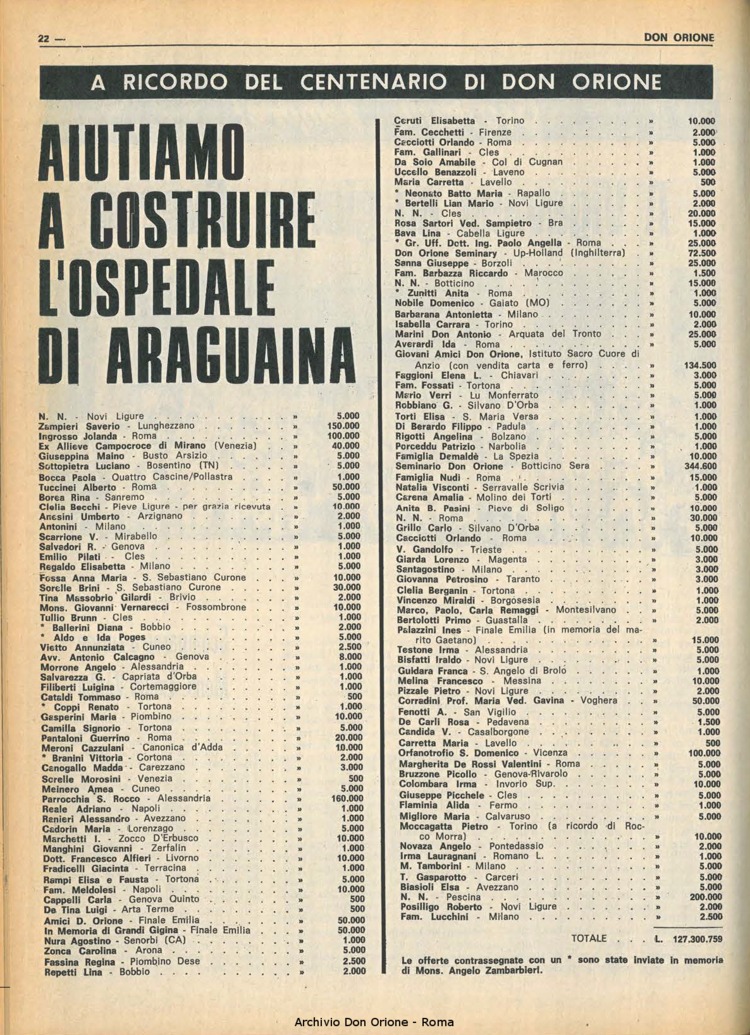 22 —
DON ORIONE
A RICORDO DEL CENTENARIO DI DON ORIONE
AIUTIAMO
A COSTRUIRE
L'OSPEDALE
DI ARAGUAINA
N. N. - Novi Ligure . . . . . » 5.000
Zampieri Saverio - Lunghezzano . . . . . » 150.000
Ingrosso Jolanda - Roma . . . . . » 100.000
Ex Allieve Campocroce di Mirano (Venezia) . . . » 40.000
Giuseppina Maino - Busto Arsizio . . . . . » 5.000
Sottopietra Luciano - Bosentino (TN) . . . . . » 5.000
Bocca Paola - Quattro Cascine/Pollastra . . . . » 1.000
Tuccinei Alberto - Roma . . . . . » 50.000
Borea Rina - Sanremo . . . . . » 5.000
Clelia Becchi - Pieve Ligure - per grazia ricevuta » 10.000
Ancsini Umberto - Arzignano . . . . . » 2.000
Antonini - Milano . . . . . » 1.000
Scarrione V. - Mirabello . . . . . » 5.000
Salvadori R. - Genova . . . . . » 1.000
Emilio Pilati - Cles . . . . . » 1.000
Regaldo Elisabetta - Milano . . . . . » 5.000
Fossa Anna Maria - S. Sebastiano Curone . . . . » 10.000
Sorelle Brini - S. Sebastiano Curone . . . . . » 30.000
Tina Massobrio Gilardi - Brivio . . . . . » 2.000
Mons. Giovanni Vernarecci - Fossombrone . . . . » 10.000
Tullio Brunn - Cles . . . . . » 1.000
* Ballerini Diana - Bobbio . . . . . » 2.000
* Aldo e Ida Poges . . . . . » 5.000
Vietto Annunziata - Cuneo . . . . . » 2.500
Avv. Antonio Calcagno - Genova . . . . . » 8.000
Morrone Angelo - Alessandria . . . . . » 1.000
Salvarezza G. - Capriata d'Orba . . . . . » 1.000
Filiberti Luigina - Cortemaggiore . . . . . » 1.000
Cataldi Tommaso - Roma . . . . . » 500
* Coppi Renato - Tortona . . . . . » 1.000
Gasperini Maria - Piombino . . . . . » 10.000
Camilla Signorio - Tortona . . . . . » 5.000
Pantaloni Guerrino - Roma . . . . . » 20.000
Meroni Cazzulani - Canonica d'Adda . . . . . » 10.000
* Branini Vittoria - Cortona . . . . . » 2.000
Canogallo Madda - Carezzano . . . . . » 3.000
Sorelle Morosini - Venezia . . . . . » 500
Meinero Amea - Cuneo . . . . . » 5.000
Parrocchia S. Rocco - Alessandria . . . . . » 160.000
Reale Adriano - Napoli . . . . . » 1.000
Ranieri Alessandro - Avezzano . . . . . » 1.000
Cadorin Maria - Lorenzago . . . . . » 5.000
Marchetti I. - Zocco D'Erbusco . . . . . » 10.000
Manghini Giovanni - Zerfalin . . . . . » 1.000
Dott. Francesco Alfieri - Livorno . . . . . » 10.000
Fradicelli Giacinta - Terracina . . . . . » 1.000
Rampi Elisa e Fausta - Tortona . . . . . » 5.000
Fam. Meldolesi - Napoli . . . . . » 10.000
Cappelli Carla - Genova Quinto . . . . . » 500
De Tina Luigi - Arta Terme . . . . . » 500
Amici D. Orione - Finale Emilia . . . . . » 50.000
In Memoria di Grandi Gigina - Finale Emilia . . . » 50.000
Nura Agostino - Senorbi (CA) . . . . . » 1.000
Zonca Carolina - Arona . . . . . » 5.000
Fassina Regina - Piombino Dese . . . . . » 2.500
Repetti Lina - Bobbio . . . . . » 2.000
Ceruti Elisabetta - Torino . . . . . » 10.000
Fam. Cecchetti - Firenze . . . . . » 2.000
Cacciotti Orlando - Roma . . . . . » 5.000
Fam. Gallinari - Cles . . . . . » 1.000
Da Soio Amabile - Col di Cugnan . . . . . » 1.000
Uccello Benazzoli - Laveno . . . . . » 5.000
Maria Carretta - Lavello . . . . . » 500
* Neonato Batto Maria - Rapallo . . . . . » 5.000
* Bertelli Lian Mario - Novi Ligure . . . . . » 2.000
N. N. - Cles . . . . . » 20.000
Rosa Sartori Ved. Sampietro - Bra . . . . . » 15.000
Bava Lina - Cabella Ligure . . . . . » 1.000
* Gr. Uff. Dott. Ing. Paolo Angella - Roma . . » 25.000
Don Orione Seminary - Up-Holland (Inghilterra) . » 72.500
Sanna Giuseppe - Borzoli . . . . . » 25.000
Fam. Barbazza Riccardo - Marocco . . . . . » 1.500
N. N. - Botticino . . . . . » 15.000
* Zunitti Anita - Roma . . . . . » 1.000
Nobile Domenico - Gaiato (MO) . . . . . » 5.000
Barbarana Antonietta - Milano . . . . . » 10.000
Isabella Carrara - Torino . . . . . » 2.000
Marini Don Antonio - Arquata del Tronto . . . . » 25.000
Averardi Ida - Roma . . . . . » 5.000
Giovani Amici Don Orione, Istituto Sacro Cuore di
Anzio (con vendita carta e ferro) . . . . . » 134.500
Faggioni Elena L. - Chiavari . . . . . » 3.000
Fam. Fossati - Tortona . . . . . » 5.000
Mario Verri - Lu Monferrato . . . . . » 5.000
Robbiano G. - Silvano D'Orba . . . . . » 1.000
Torti Elisa - S. Maria Versa . . . . . » 1.000
Di Berardo Filippo - Padula . . . . . » 1.000
Rigotti Angelina - Bolzano . . . . . » 5.000
Porceddu Patrizio - Narbolia . . . . . » 1.000
Famiglia Demaldè - La Spezia . . . . . » 10.000
Seminario Don Orione - Botticino Sera . . . . » 344.600
Famiglia Nudi - Roma . . . . . » 15.000
Natalia Visconti - Serravalle Scrivia . . . . . » 1.000
Carena Amalia - Molino dei Torti . . . . . » 5.000
Anita B. Pasini - Pieve di Soligo . . . . . » 10.000
N. N. - Roma . . . . . » 30.000
Grillo Carlo - Silvano D'Orba . . . . . » 5.000
Cacciotti Orlando - Roma . . . . . » 10.000
V. Gandolfo - Trieste . . . . . » 5.000
Giarda Lorenzo - Magenta . . . . . » 3.000
Santagostino - Milano . . . . . » 3.000
Giovanna Petrosino - Taranto . . . . . » 3.000
Clelia Bergamin - Tortona . . . . . » 1.000
Vincenzo Miraldi - Borgosesia . . . . . » 1.000
Marco, Paolo, Carla Remaggi - Montesilvano . . » 5.000
Bertolotti Primo - Guastalla . . . . . » 2.000
Palazzini Ines - Finale Emilia (in memoria del ma-
rito Gaetano) . . . . . » 15.000
Testone Irma - Alessandria . . . . . » 5.000
Bisfatti Iraldo - Novi Ligure . . . . . » 5.000
Guidara Franca - S. Angelo di Brolo . . . . . » 1.000
Melina Francesco - Messina . . . . . » 10.000
Pizzale Pietro - Novi Ligure . . . . . » 2.000
Corradini Prof. Maria Ved. Gavina - Voghera . . » 50.000
Fenotti A. - San Vigilio . . . . . » 5.000
De Carli Rosa - Pedavena . . . . . » 1.500
Candida V. - Casalborgone . . . . . » 1.000
Carretta Maria - Lavello . . . . . » 500
Orfanotrofio S. Domenico - Vicenza . . . . . » 100.000
Margherita De Rossi Valentini - Roma . . . . . » 5.000
Bruzzone Picollo - Genova-Rivarolo . . . . . » 5.000
Colombara Irma - Invorio Sup. . . . . . » 10.000
Giuseppe Picchele - Cles . . . . . » 5.000
Flaminia Alida - Fermo . . . . . » 1.000
Migliore Maria - Calvaruso . . . . . » 5.000
Moccagatta Pietro - Torino (a ricordo di Roc-
co Morra) . . . . . » 10.000
Novaza Angelo - Pontedassio . . . . . » 2.000
Irma Lauragnani - Romano L. . . . . . » 1.000
M. Tamborini - Milano . . . . . » 5.000
T. Gasparotto - Carceri . . . . . » 5.000
Biasioli Elsa - Avezzano . . . . . » 5.000
N. N. - Pescina . . . . . » 200.000
Posilligo Roberto - Novi Ligure . . . . . » 2.000
Fam. Lucchini - Milano . . . . . » 2.500
TOTALE . . . L. 127.300.759
Le offerte contrassegnate con un * sono state inviate in memoria
di Mons. Angelo Zambarbieri.
Archivio Don Orione - Roma